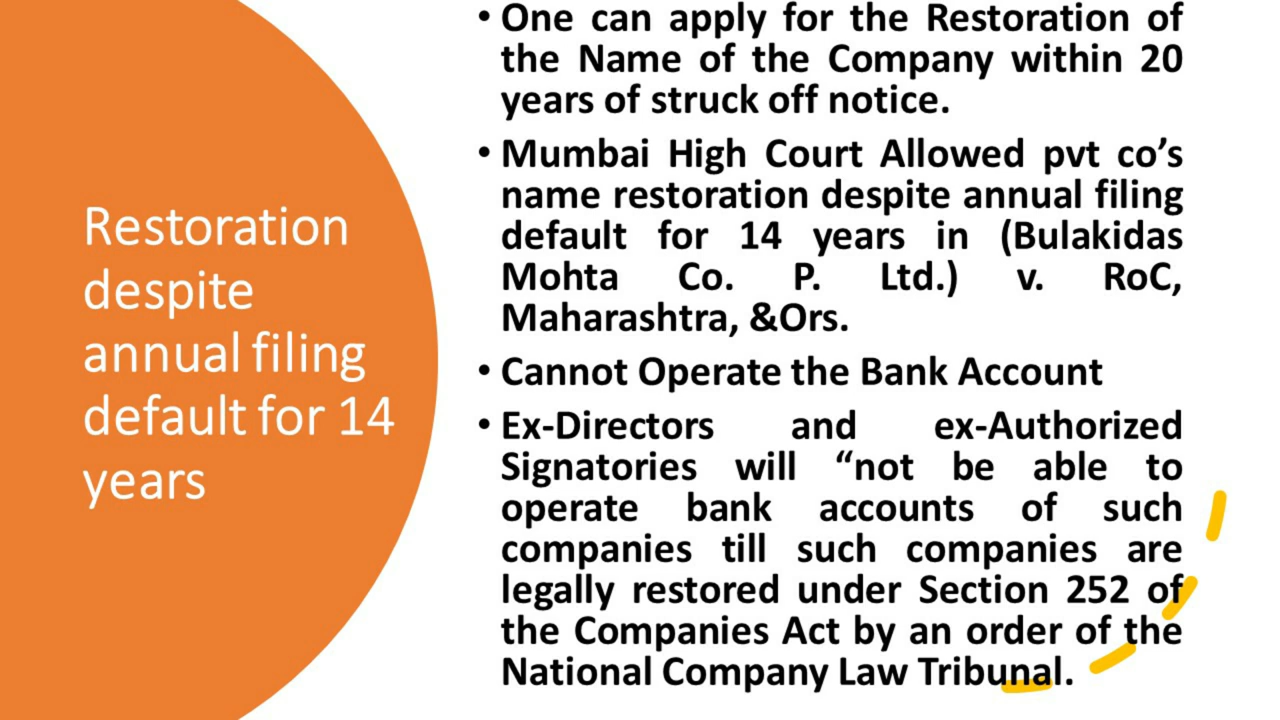 Restoration
despite
annual filing
default for 14
years
• One can apply for the Restoration of
the Name of the Company within 20
years of struck off notice.
• Mumbai High Court Allowed pvt co’s
name restoration despite annual filing
default for 14 years in (Bulakidas
Mohta Co. P. Ltd.) v. RoC,
Maharashtra, &Ors.
• Cannot Operate the Bank Account
• Ex-Directors and ex-Authorized
Signatories will “not be able to
operate bank accounts of such
companies till such companies are
legally restored under Section 252 of
the Companies Act by an order of the
National Company Law Tribunal.